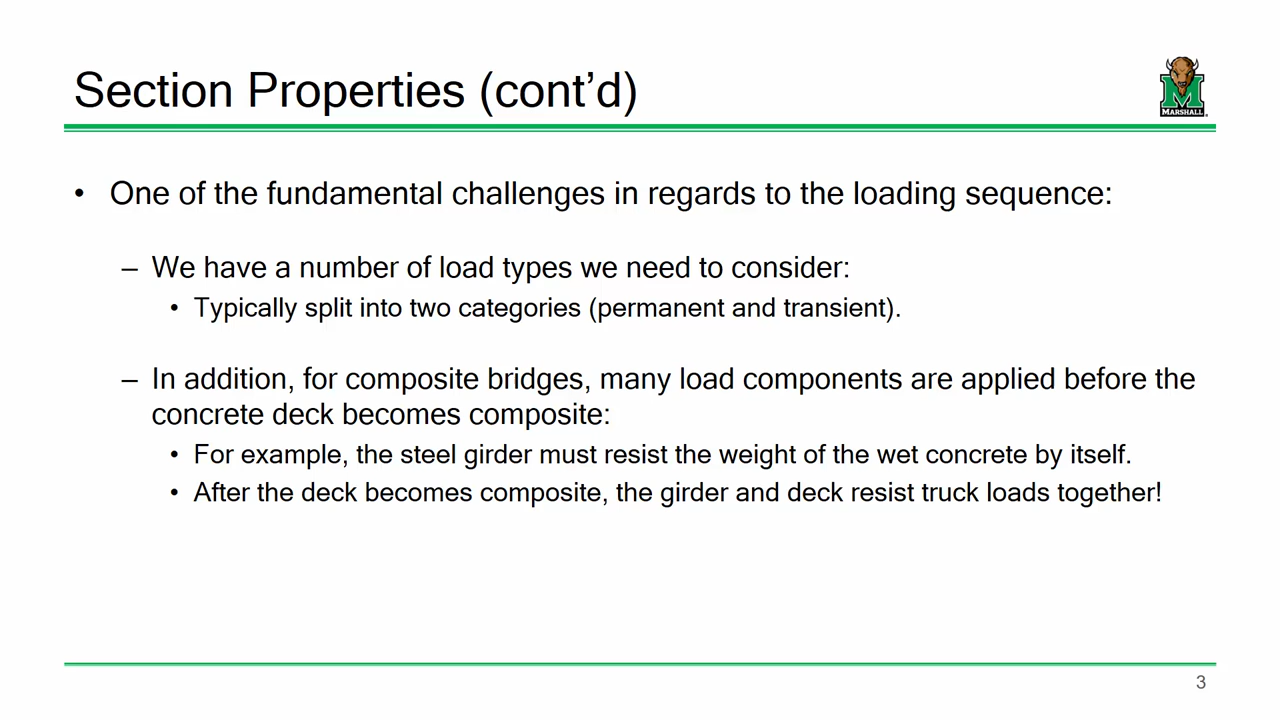 Section Properties (cont’d)
M
MARSHALL
• One of the fundamental challenges in regards to the loading sequence:
– We have a number of load types we need to consider:
• Typically split into two categories (permanent and transient).
– In addition, for composite bridges, many load components are applied before the
concrete deck becomes composite:
• For example, the steel girder must resist the weight of the wet concrete by itself.
• After the deck becomes composite, the girder and deck resist truck loads together!
3